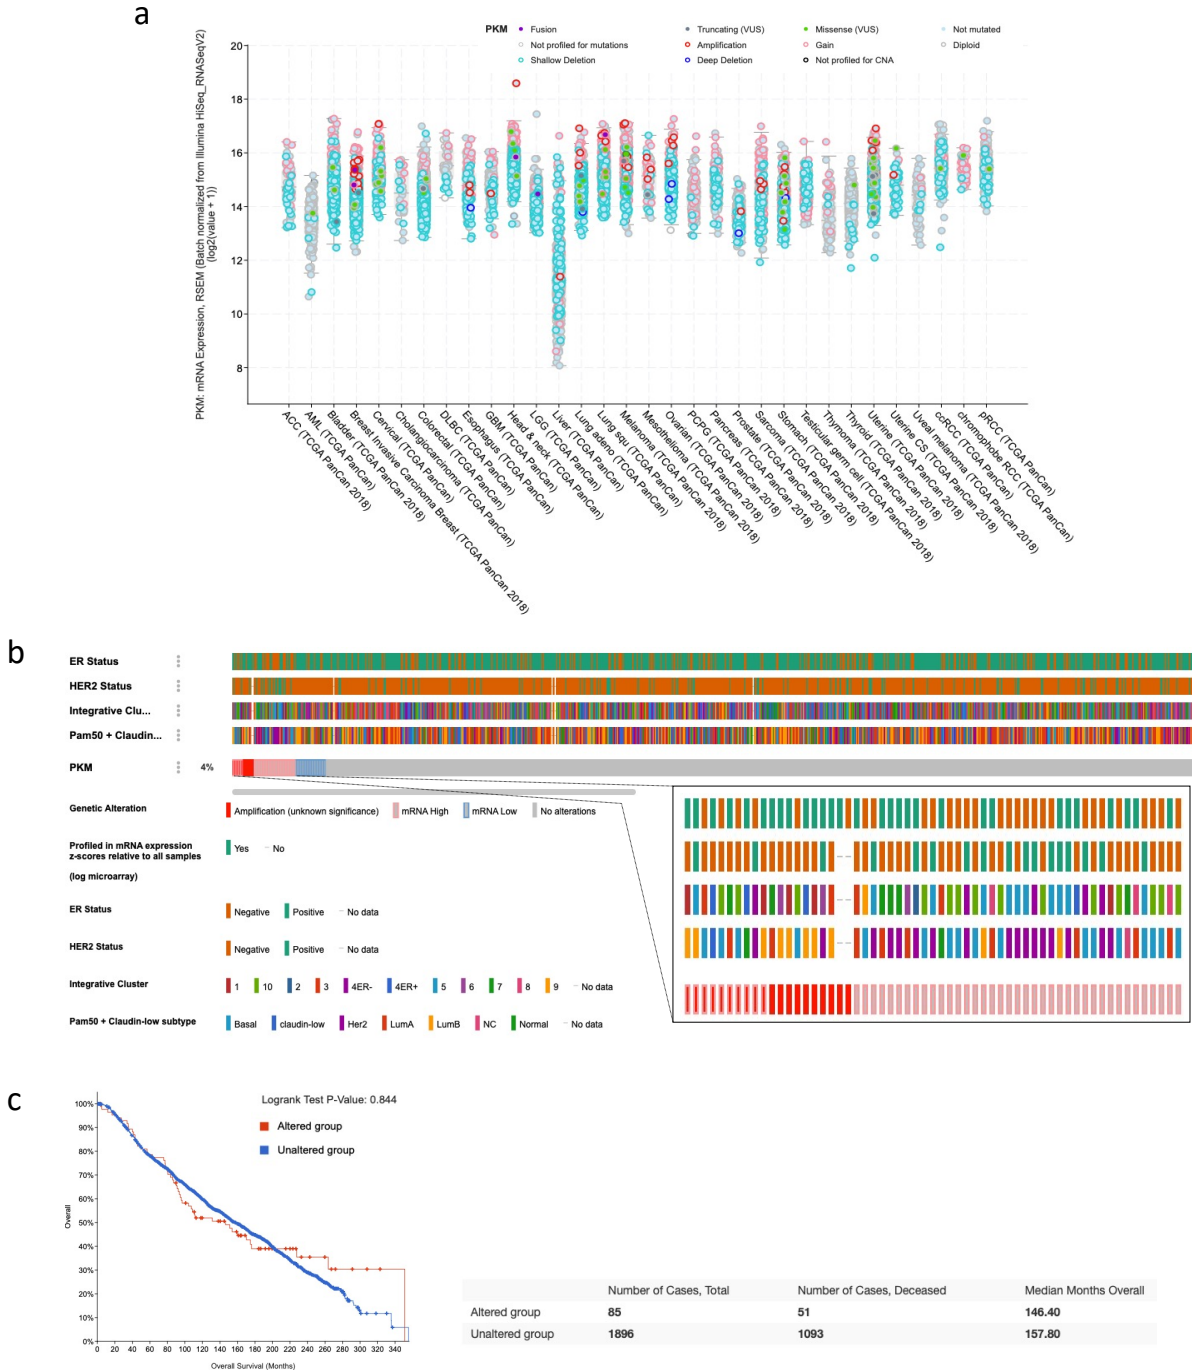 a
PKM
Fusion
Truncating (VUS)
Missense (VUS)
Not mutated
Not profiled for mutations
Amplification
Gain
Diploid
Shallow Deletion
Deep Deletion
Not profiled for CNA
PKM: mRNA Expression, RSEM (Batch normalized from Illumina HiSeq_RNASeqV2)
(log2(value + 1))
20
18
16
14
12
10
8
ACC (TCGA PanCan 2018)
AML (TCGA PanCan)
Bladder (TCGA PanCan 2018)
Breast Invasive Carcinoma Breast (TCGA PanCan 2018)
Cervical (TCGA PanCan)
Cholangiocarcinoma (TCGA PanCan)
Colorectal (TCGA PanCan)
DLBC (TCGA PanCan)
Esophagus (TCGA PanCan)
GBM (TCGA PanCan)
Head & neck (TCGA PanCan)
LGG (TCGA PanCan)
Liver (TCGA PanCan)
Lung adeno (TCGA PanCan)
Lung squ (TCGA PanCan)
Melanoma (TCGA PanCan 2018)
Mesothelioma (TCGA PanCan 2018)
Ovarian (TCGA PanCan 2018)
PCPG (TCGA PanCan 2018)
Pancreas (TCGA PanCan 2018)
Prostate (TCGA PanCan 2018)
Sarcoma (TCGA PanCan 2018)
Stomach (TCGA PanCan 2018)
Testicular germ cell (TCGA PanCan 2018)
Thymoma (TCGA PanCan 2018)
Thyroid (TCGA PanCan 2018)
Uterine (TCGA PanCan 2018)
Uterine CS (TCGA PanCan 2018)
Uveal melanoma (TCGA PanCan 2018)
ccRCC (TCGA PanCan)
chromophobe RCC (TCGA PanCan)
pRCC (TCGA PanCan)
b
ER Status
HER2 Status
Integrative Clu...
Pam50 + Claudin...
PKM 4%
Genetic Alteration
Amplification (unknown significance) mRNA High mRNA Low No alterations
Profiled in mRNA expression
z-scores relative to all samples
(log microarray)
Yes No
ER Status
Negative Positive No data
HER2 Status
Negative Positive No data
Integrative Cluster
1 10 2 3 4ER- 4ER+ 5 6 7 8 9 No data
Pam50 + Claudin-low subtype
Basal claudin-low Her2 LumA LumB NC Normal No data
c
Logrank Test P-Value: 0.844
Altered group
Unaltered group
Overall
100%
90%
80%
70%
60%
50%
40%
30%
20%
10%
0%
0 20 40 60 80 100 120 140 160 180 200 220 240 260 280 300 320 340
Overall Survival (Months)
Number of Cases, Total Number of Cases, Deceased Median Months Overall
Altered group 85 51 146.40
Unaltered group 1896 1093 157.80